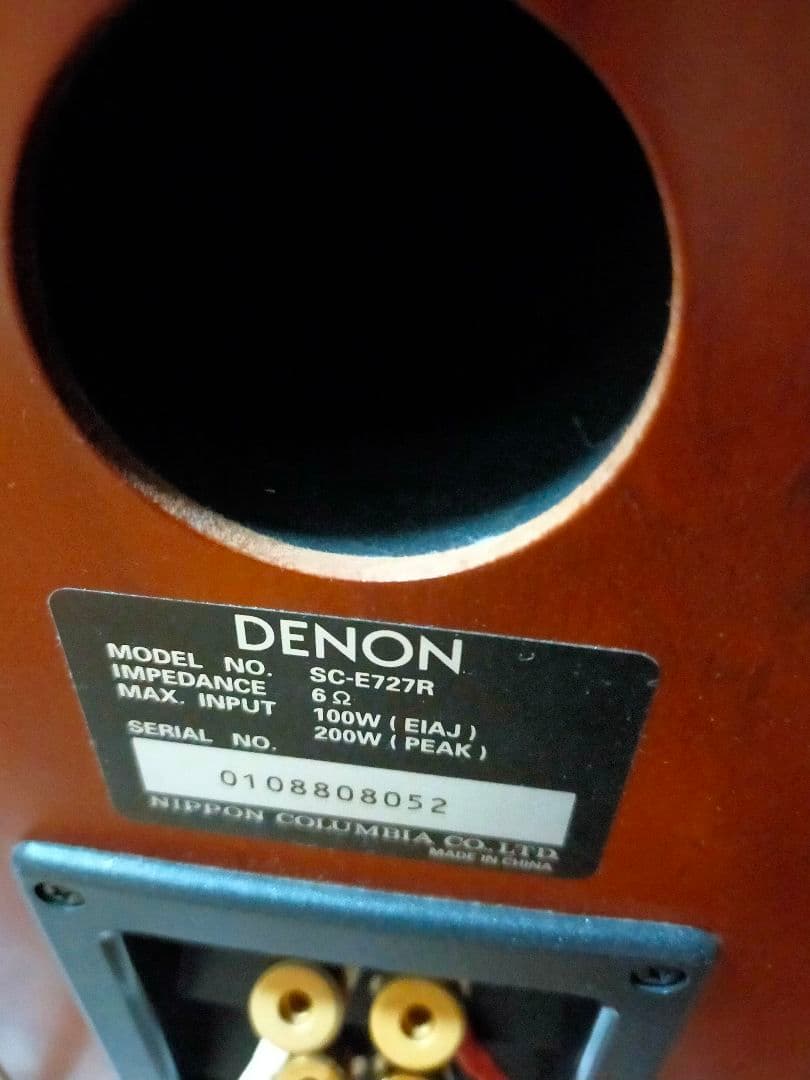 DENON
MODEL NO. SC-E727R
IMPEDANCE 6Ω
MAX. INPUT 100W ( EIAJ )
200W ( PEAK )
SERIAL NO.
0108808052
NIPPON COLUMBIA CO. LTD.
MADE IN CHINA